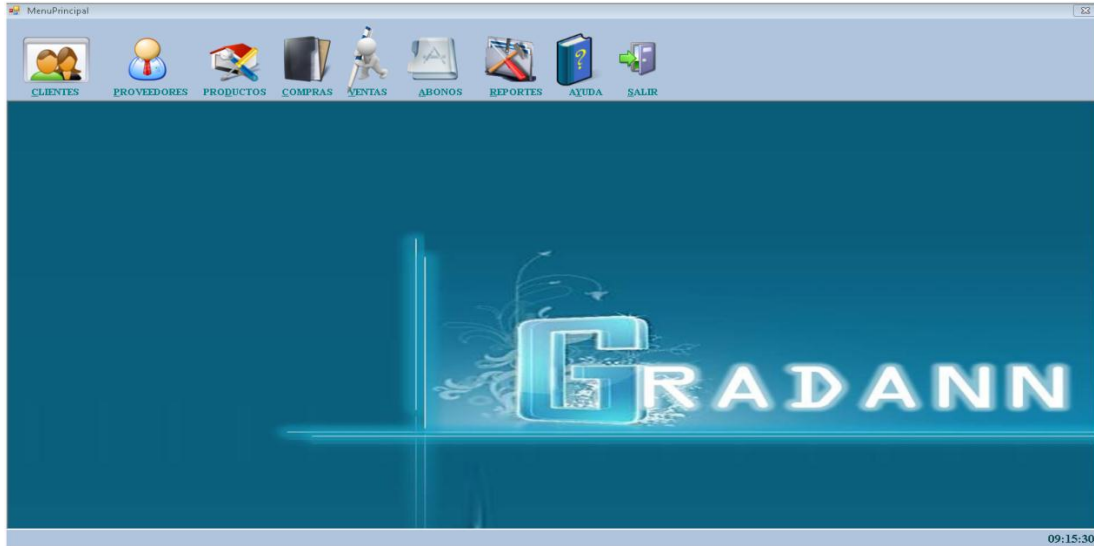 MenuPrincipal
CLIENTES PROVEEDORES PRODUCTOS COMPRAS VENTAS ABONOS REPORTES AYUDA SALIR
GRADANN
09:15:30